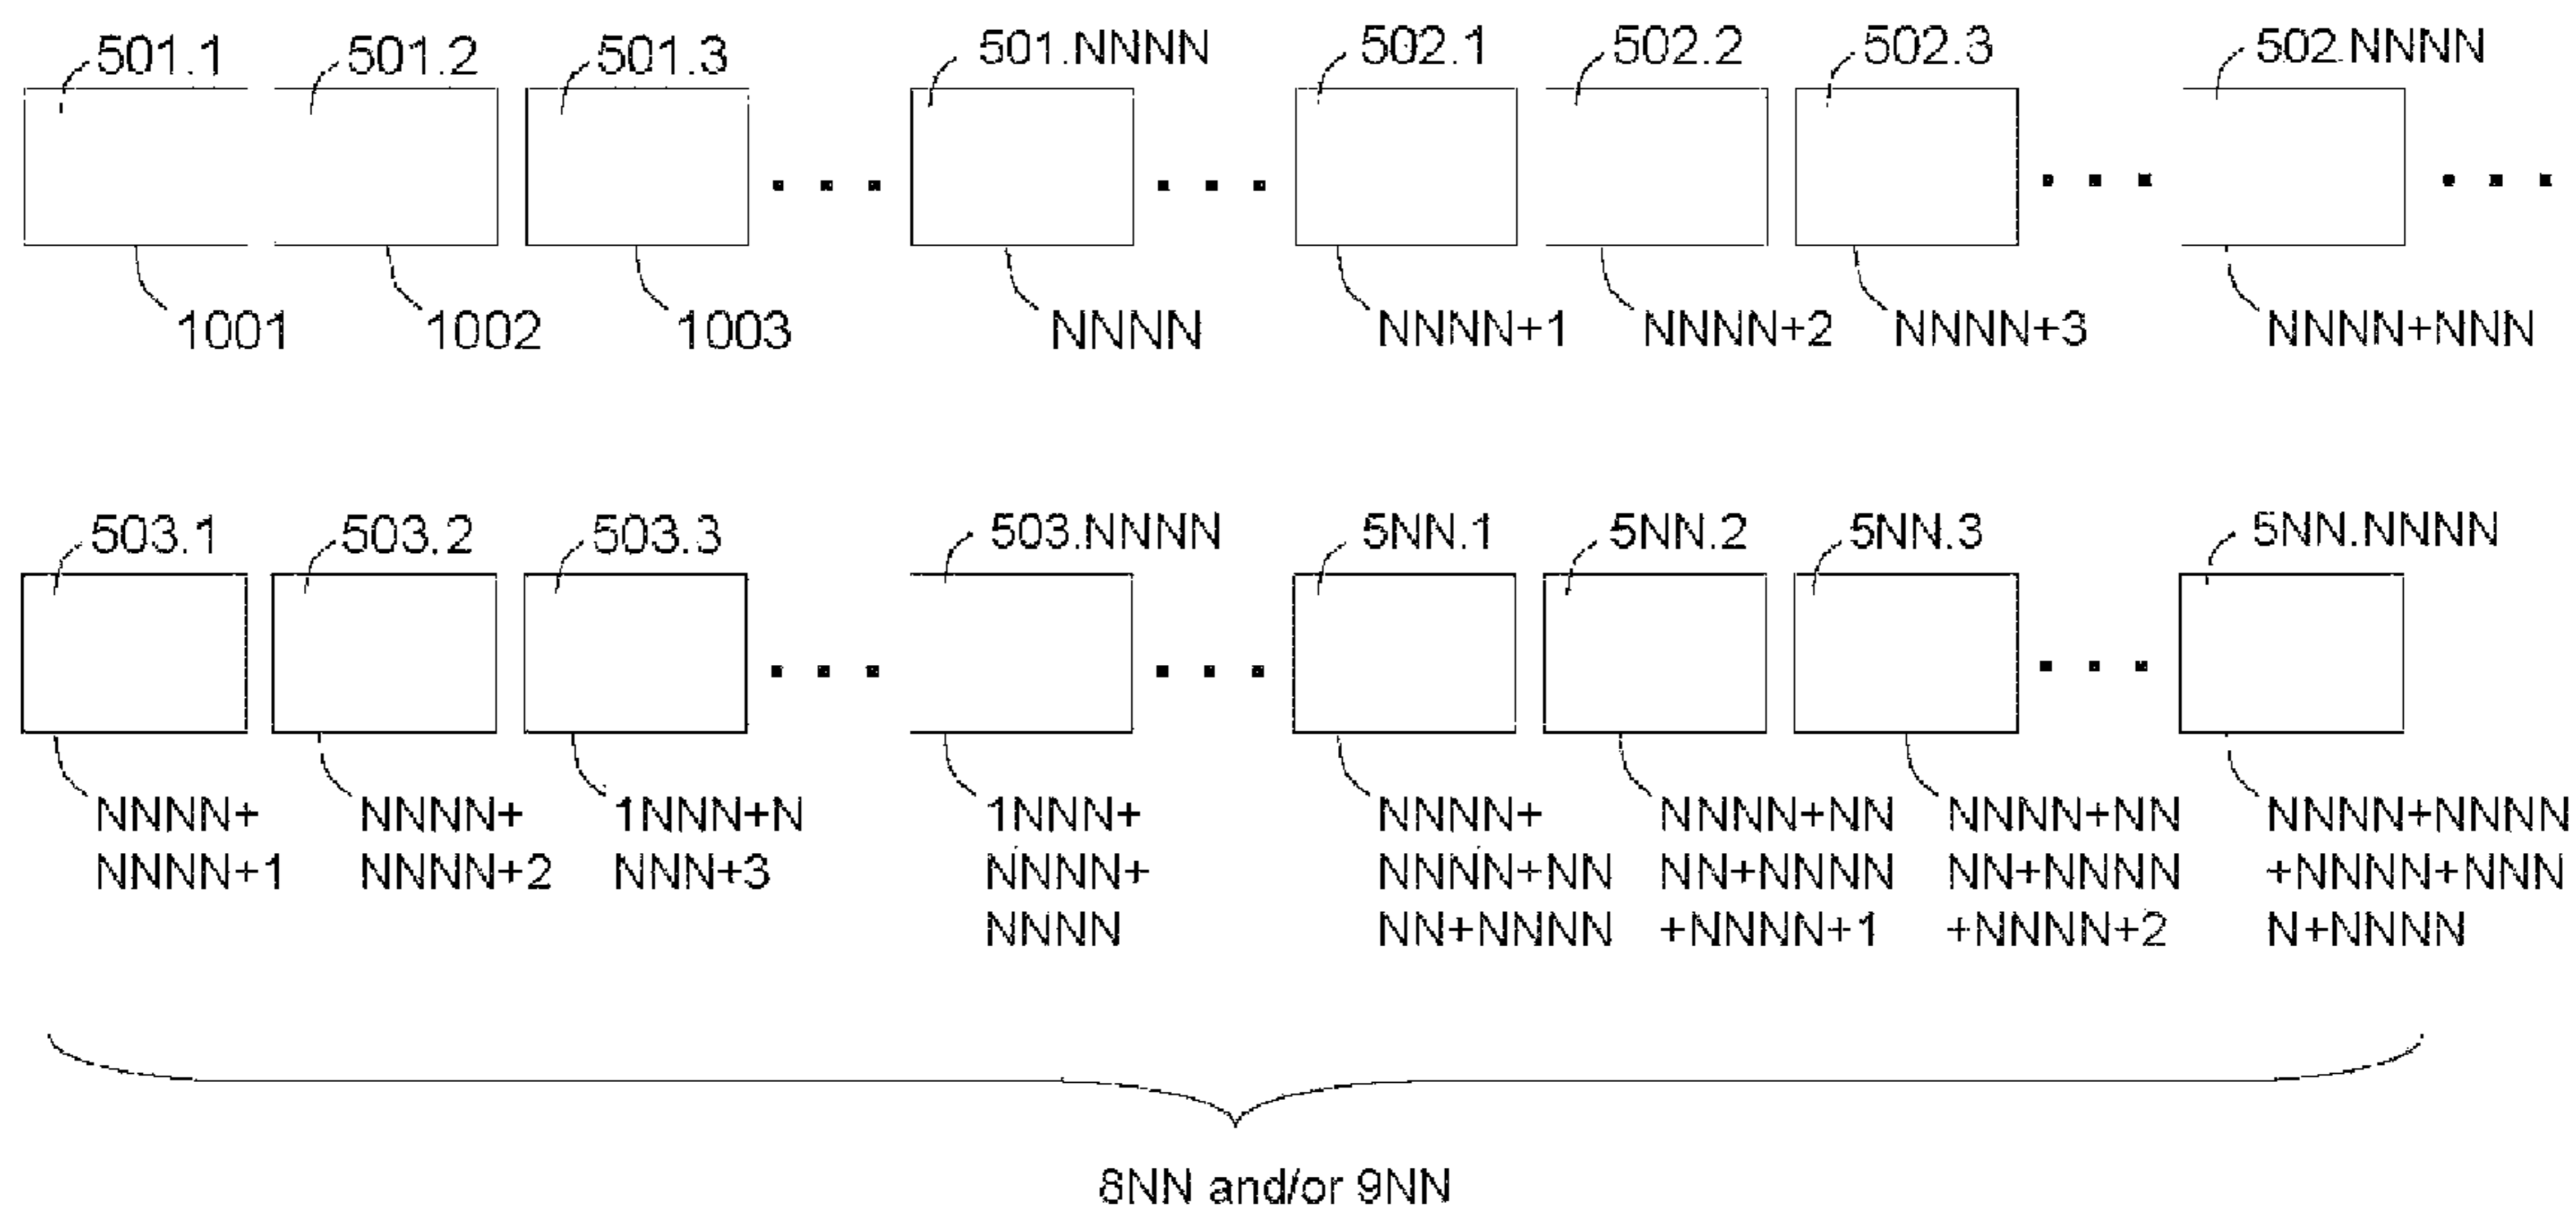 501.1 501.2 501.3 501.NNNN 502.1 502.2 502.3 502.NNNN
1001 1002 1003 NNNN NNNN+1 NNNN+2 NNNN+3 NNNN+NNN
503.1 503.2 503.3 503.NNNN 5NN.1 5NN.2 5NN.3 5NN.NNNN
NNNN+ NNNN+ 1NNN+N 1NNN+ NNNN+ NNNN+NN NNNN+NN NNNN+NNNN
NNNN+1 NNNN+2 NNN+3 NNNN+ NNNN+NN NN+NNNN NN+NNNN +NNNN+NNN
NNNN NN+NNNN +NNNN+1 +NNNN+2 N+NNNN
8NN and/or 9NN